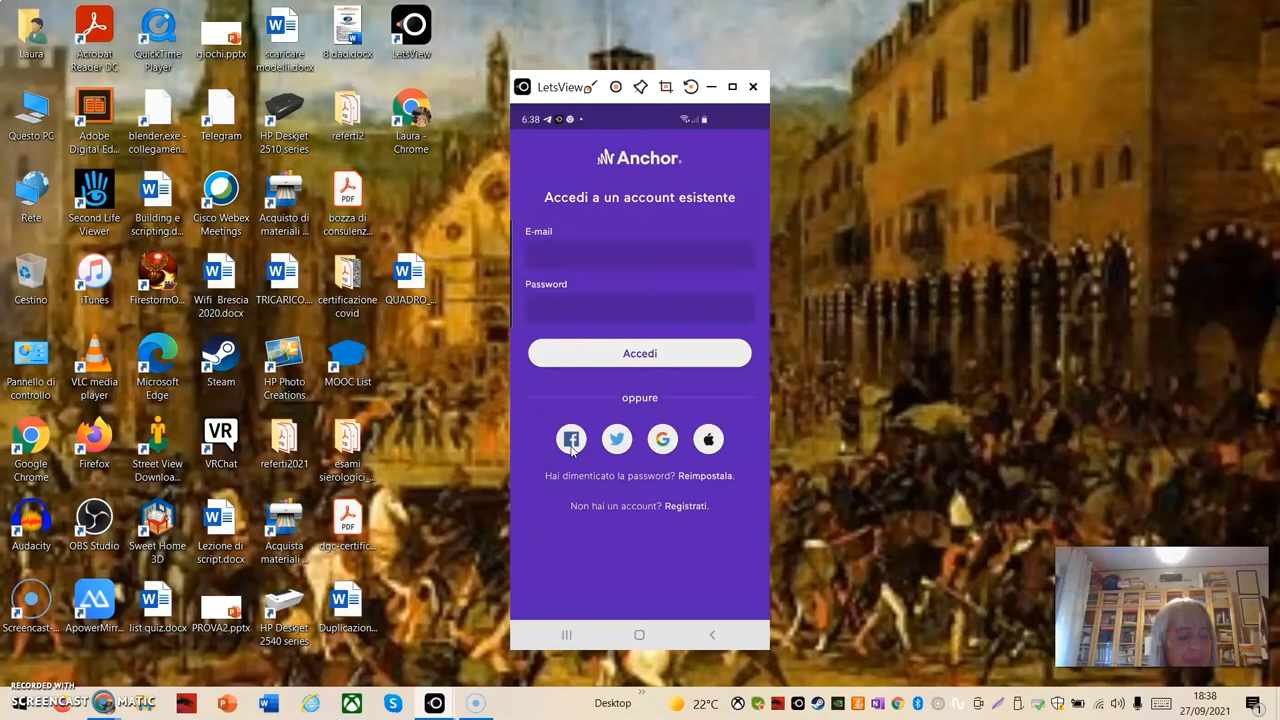 Laura
Acrobat
Reader DC
QuickTime
Player
giochi.pptx
scaricare
modelli.docx
8 dad.docx
LetsView
Questo PC
Adobe
Digital Ed...
blender.exe -
collegamen...
Telegram
HP Deskjet
2510 series
referti2
Laura -
Chrome
Rete
Second Life
Viewer
Building e
scripting.d...
Cisco Webex
Meetings
Acquisto di
materiali ...
bozza di
consulenz...
Cestino
iTunes
FirestormO...
Wifi Brescia
2020.docx
TRICARICO....
certificazione
covid
QUADRO_...
Pannello di
controllo
VLC media
player
Microsoft
Edge
Steam
HP Photo
Creations
MOOC List
Google
Chrome
Firefox
Street View
Downloa...
VR
VRChat
referti2021
esami
sierologici_...
Audacity
OBS Studio
Sweet Home
3D
Lezione di
script.docx
Acquista
materiali ...
PDF
dgc-certific...
Screencast-...
ApowerMirr...
list quiz.docx
PROVA2.pptx
HP Deskjet
2540 series
Duplicazion...
LetsView
6:38
Anchor
Accedi a un account esistente
E-mail
Password
Accedi
oppure
Hai dimenticato la password? Reimpostala.
Non hai un account? Registrati.
RECORDED WITH
SCREENCAST MATIC
Desktop
22°C
18:38
27/09/2021